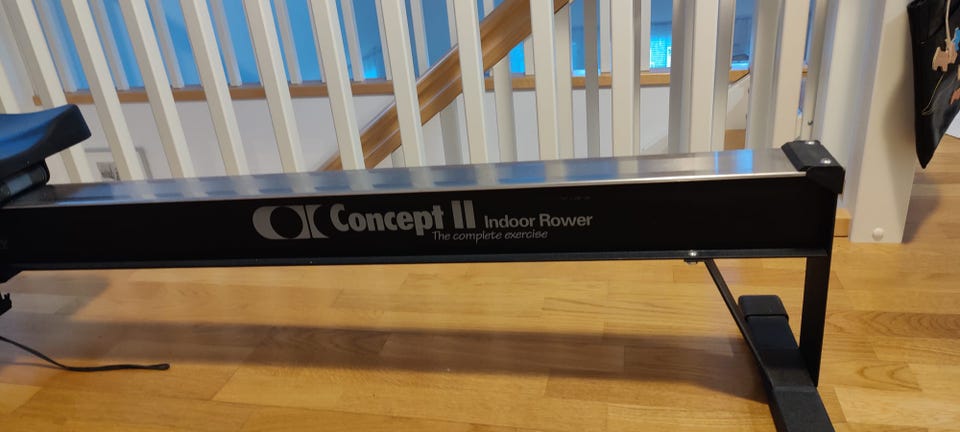 Concept II Indoor Rower
The complete exercise